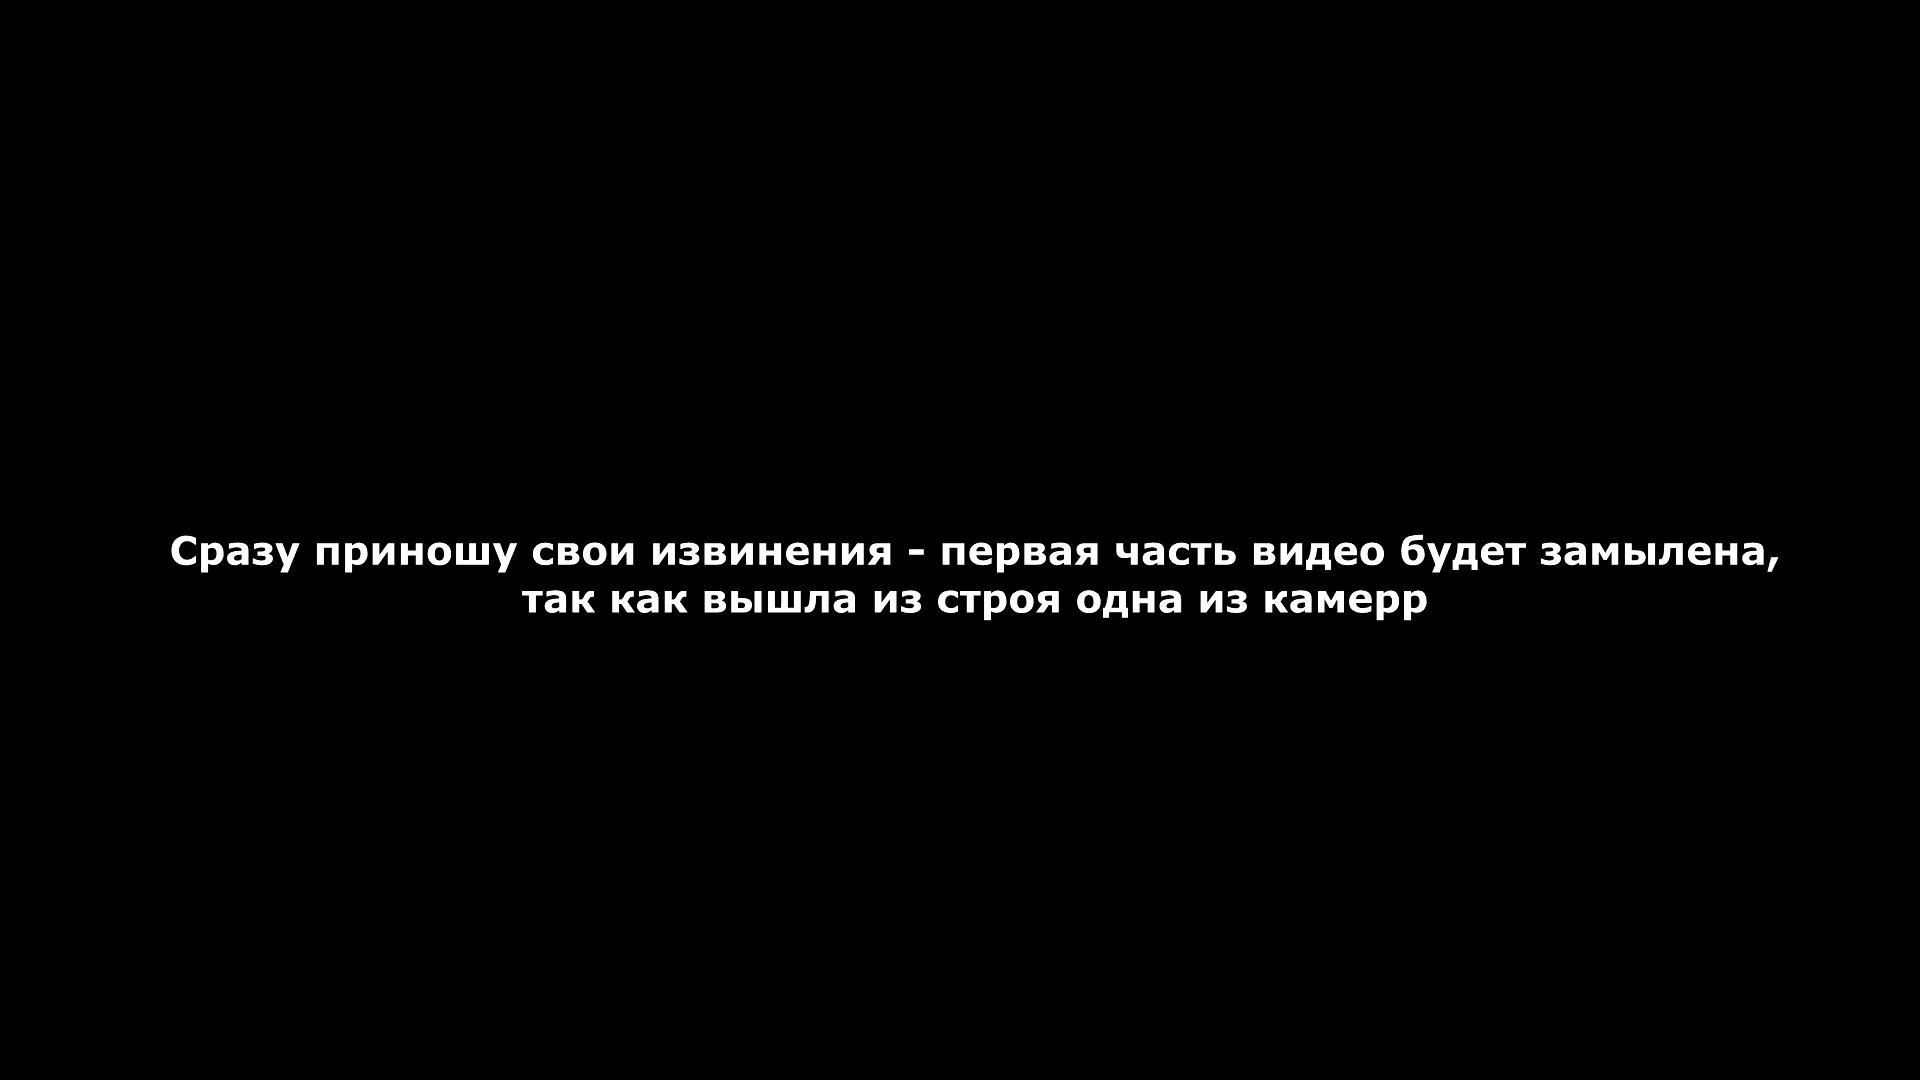 Сразу приношу свои извинения - первая часть видео будет замылена,
так как вышла из строя одна из камерр